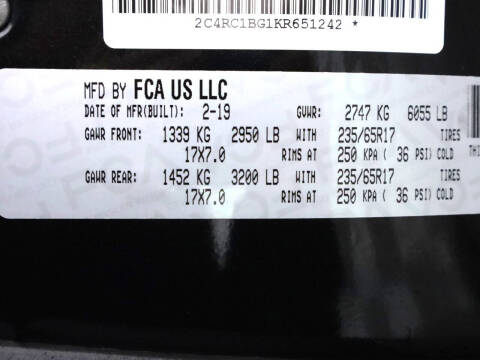 2C4RC1BG1KR651242 *
MFD BY FCA US LLC
DATE OF MFR(BUILT): 2-19 GVWR: 2747 KG 6055 LB
GAWR FRONT: 1339 KG 2950 LB WITH 235/65R17 TIRES
17X7.0 RIMS AT 250 KPA ( 36 PSI) COLD
GAWR REAR: 1452 KG 3200 LB WITH 235/65R17 TIRES
17X7.0 RIMS AT 250 KPA ( 36 PSI) COLD